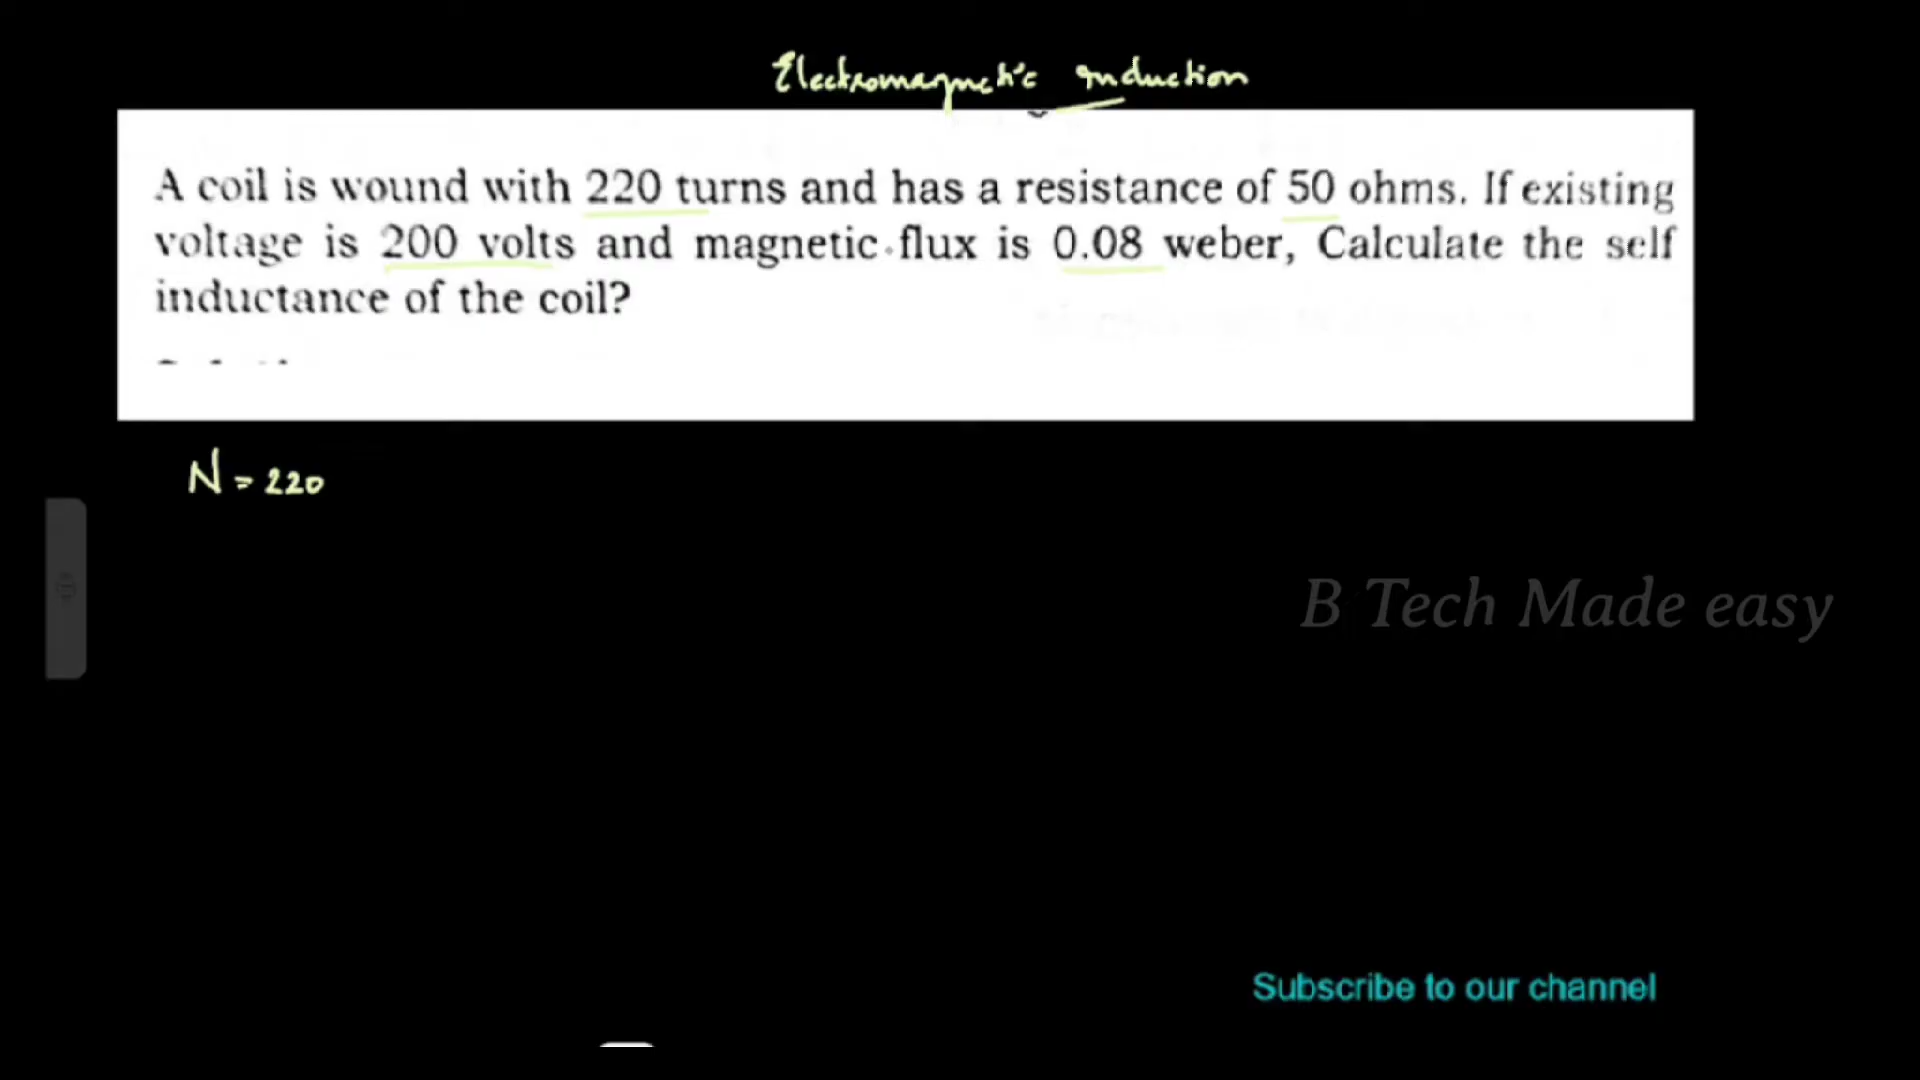 Electromagnetic induction
A coil is wound with 220 turns and has a resistance of 50 ohms. If existing
voltage is 200 volts and magnetic flux is 0.08 weber, Calculate the self
inductance of the coil?
N = 220
B Tech Made easy
Subscribe to our channel